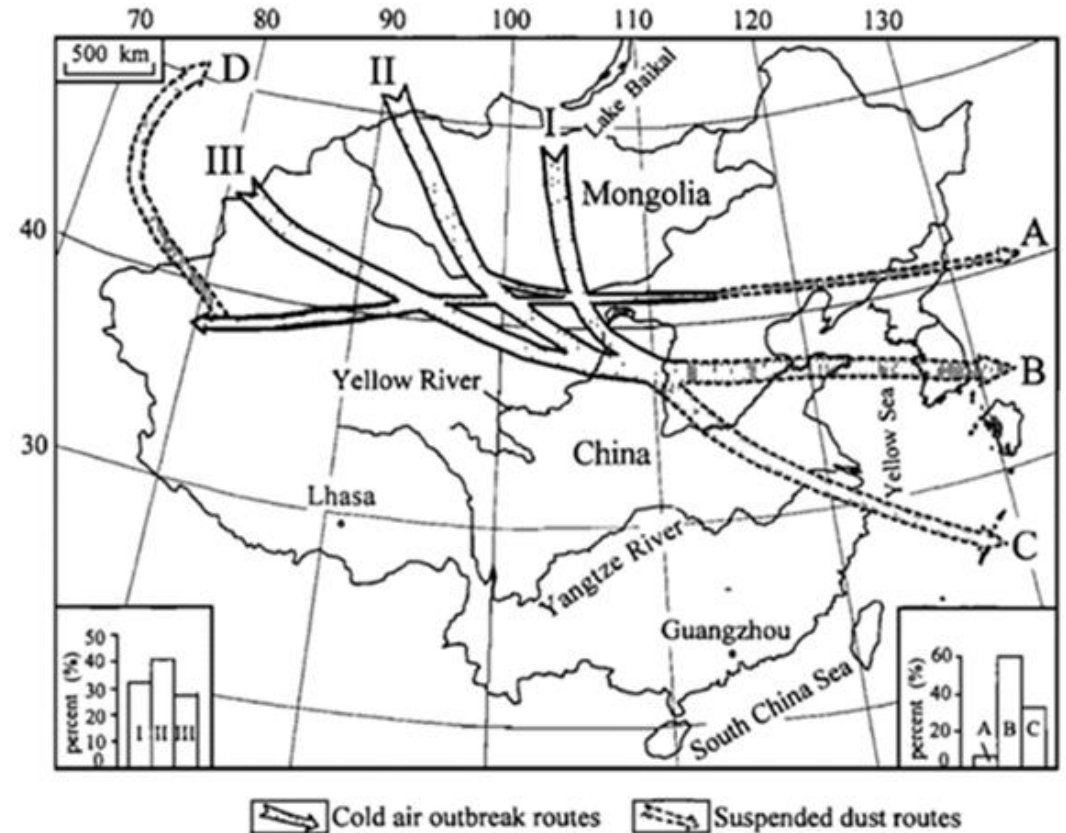 70 80 90 100 110 120 130
500 km
D
II
I
Lake Baikal
III
Mongolia
40
A
Yellow River
B
30
China
Yellow Sea
Lhasa
C
Yangtze River
Guangzhou
South China Sea
percent (%)
50
40
30
20
10
0
I II III
percent (%)
60
40
20
0
A B C
Cold air outbreak routes
Suspended dust routes